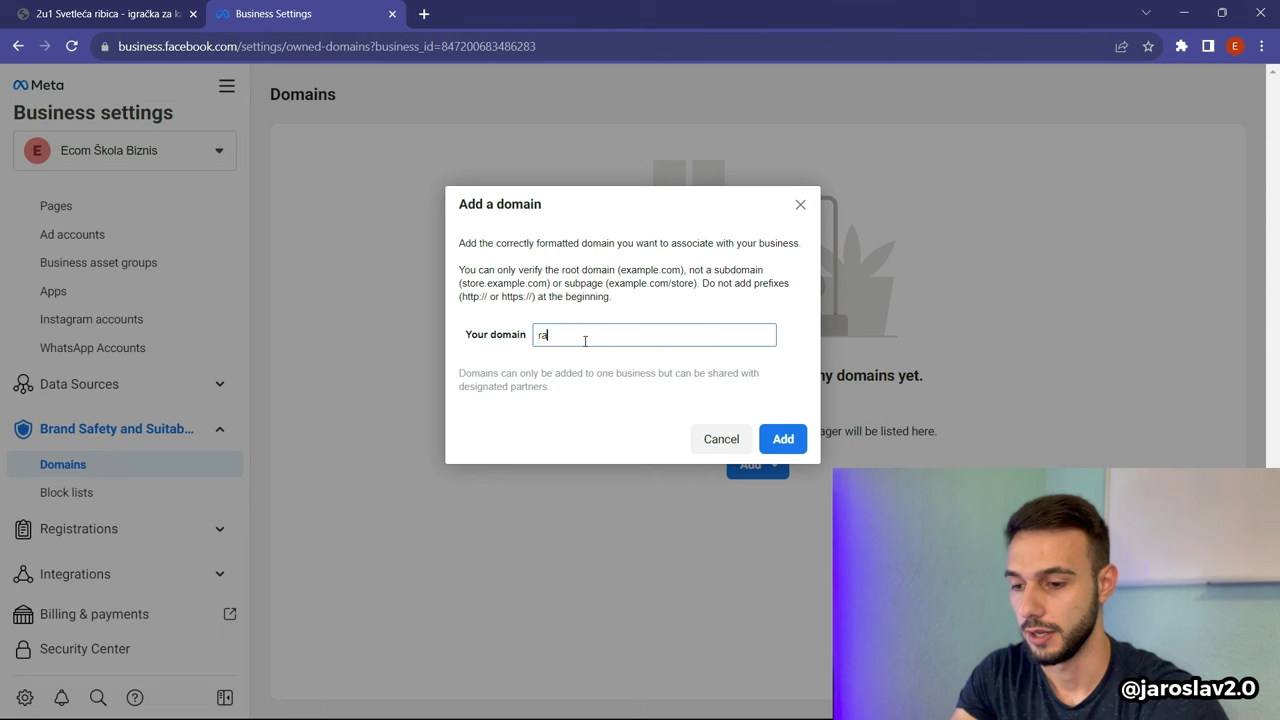 2u1 Svetleća ribica - igračka za k
Business Settings
business.facebook.com/settings/owned-domains?business_id=847200683486283
E
Meta
Business settings
E
Ecom Škola Biznis
Pages
Ad accounts
Business asset groups
Apps
Instagram accounts
WhatsApp Accounts
Data Sources
Brand Safety and Suitab...
Domains
Block lists
Registrations
Integrations
Billing & payments
Security Center
Domains
Add a domain
Add the correctly formatted domain you want to associate with your business.
You can only verify the root domain (example.com), not a subdomain
(store.example.com) or subpage (example.com/store). Do not add prefixes
(http:// or https://) at the beginning.
Your domain
ra
Domains can only be added to one business but can be shared with
designated partners.
Cancel
Add
domains yet.
will be listed here.
Add
@jaroslav2.0